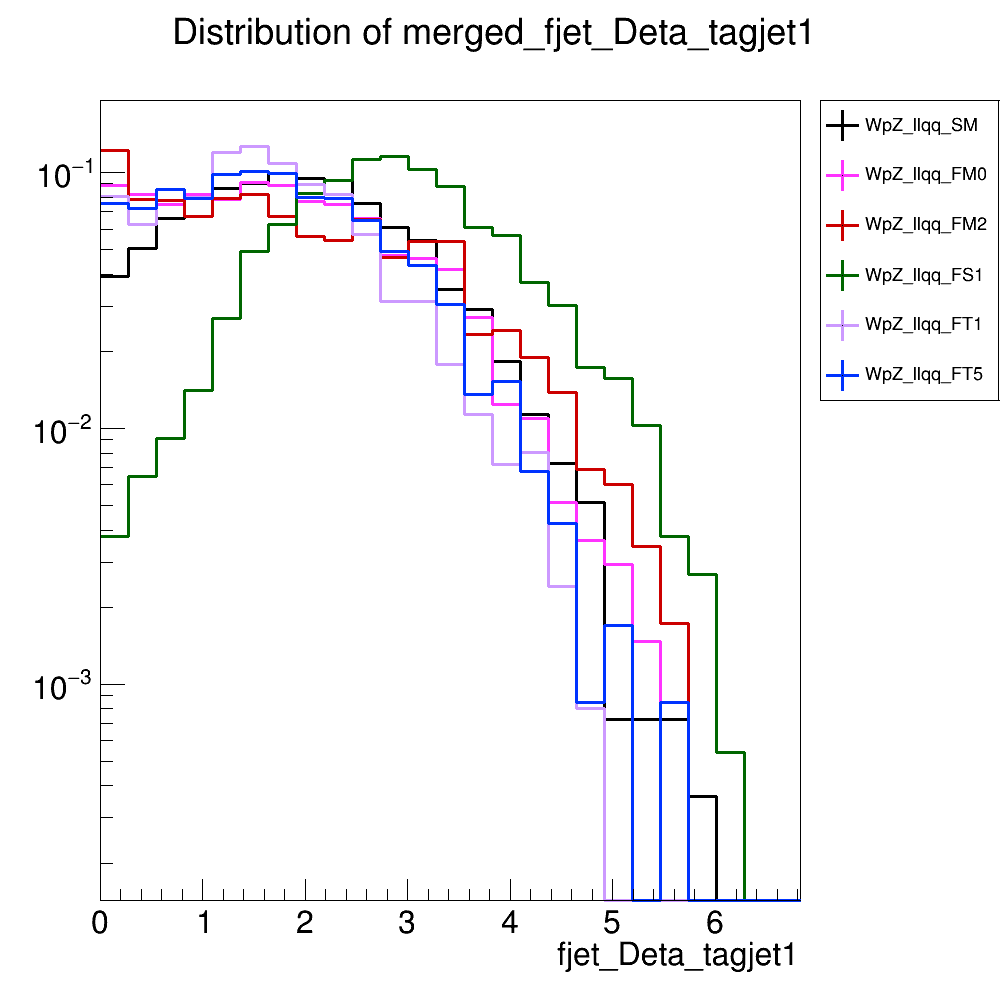 Distribution of merged_fjet_Deta_tagjet1
10⁻¹
10⁻²
10⁻³
0 1 2 3 4 5 6
fjet_Deta_tagjet1
WpZ_llqq_SM
WpZ_llqq_FM0
WpZ_llqq_FM2
WpZ_llqq_FS1
WpZ_llqq_FT1
WpZ_llqq_FT5